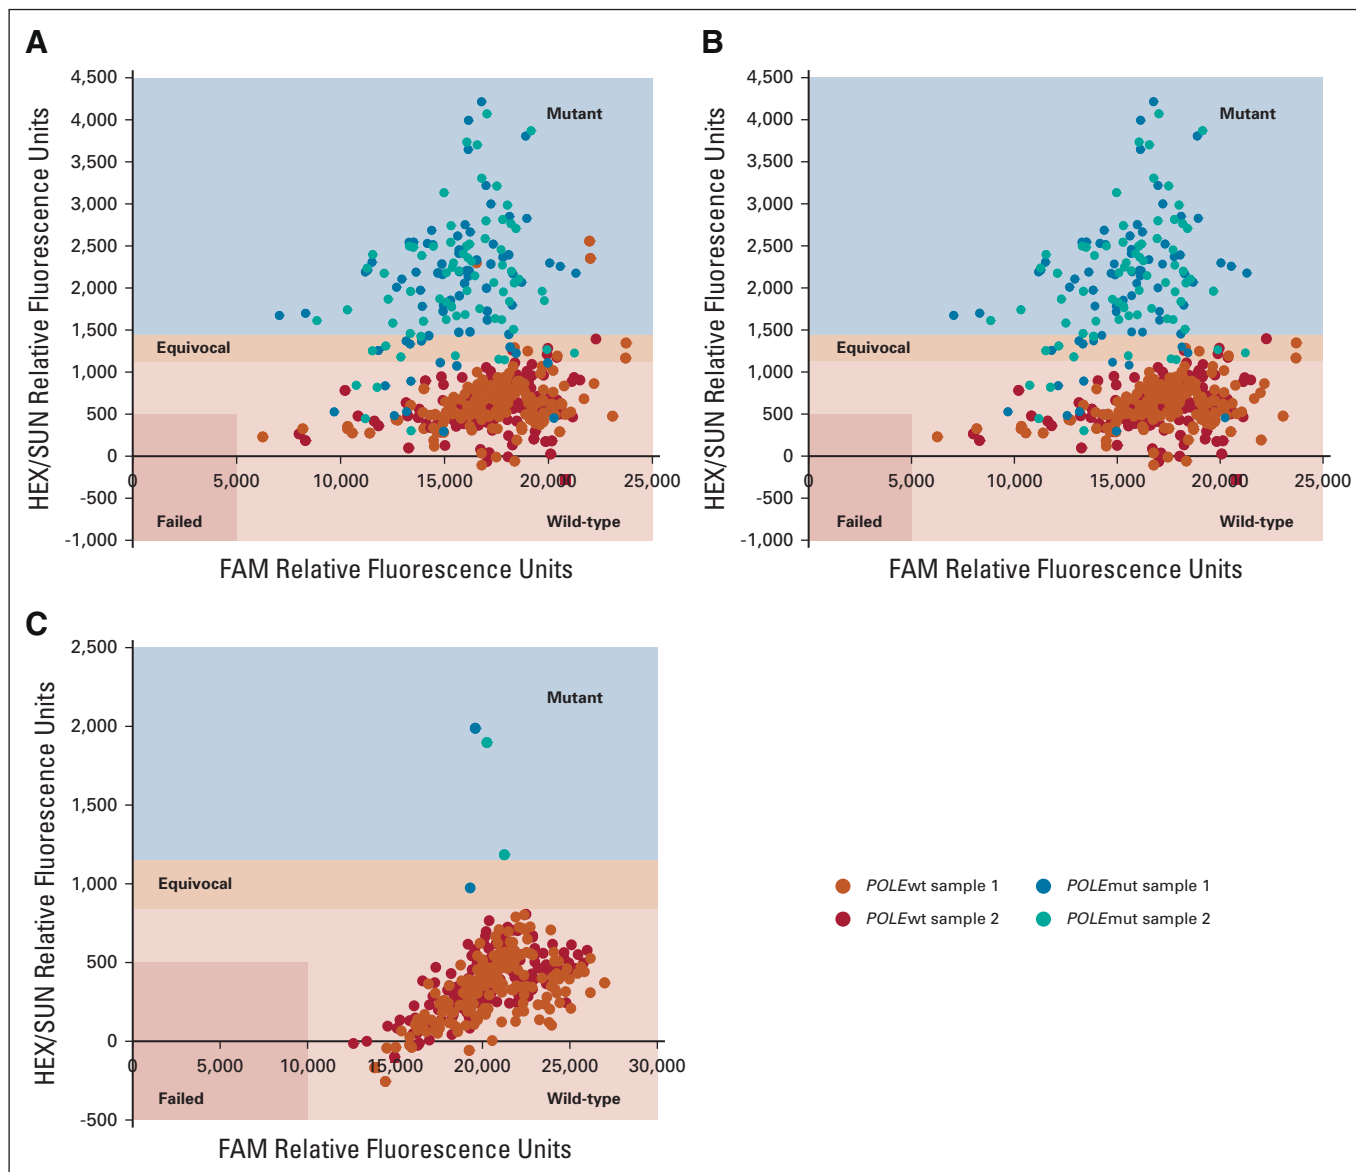 A
HEX/SUN Relative Fluorescence Units
4,500
4,000
3,500
3,000
2,500
2,000
1,500
1,000
500
0
-500
-1,000
Mutant
Equivocal
Failed
Wild-type
0
5,000
10,000
15,000
20,000
25,000
FAM Relative Fluorescence Units
B
HEX/SUN Relative Fluorescence Units
4,500
4,000
3,500
3,000
2,500
2,000
1,500
1,000
500
0
-500
-1,000
Mutant
Equivocal
Failed
Wild-type
0
5,000
10,000
15,000
20,000
25,000
FAM Relative Fluorescence Units
C
HEX/SUN Relative Fluorescence Units
2,500
2,000
1,500
1,000
500
0
-500
Mutant
Equivocal
Failed
Wild-type
0
5,000
10,000
15,000
20,000
25,000
30,000
FAM Relative Fluorescence Units
POLEwt sample 1
POLEmut sample 1
POLEwt sample 2
POLEmut sample 2